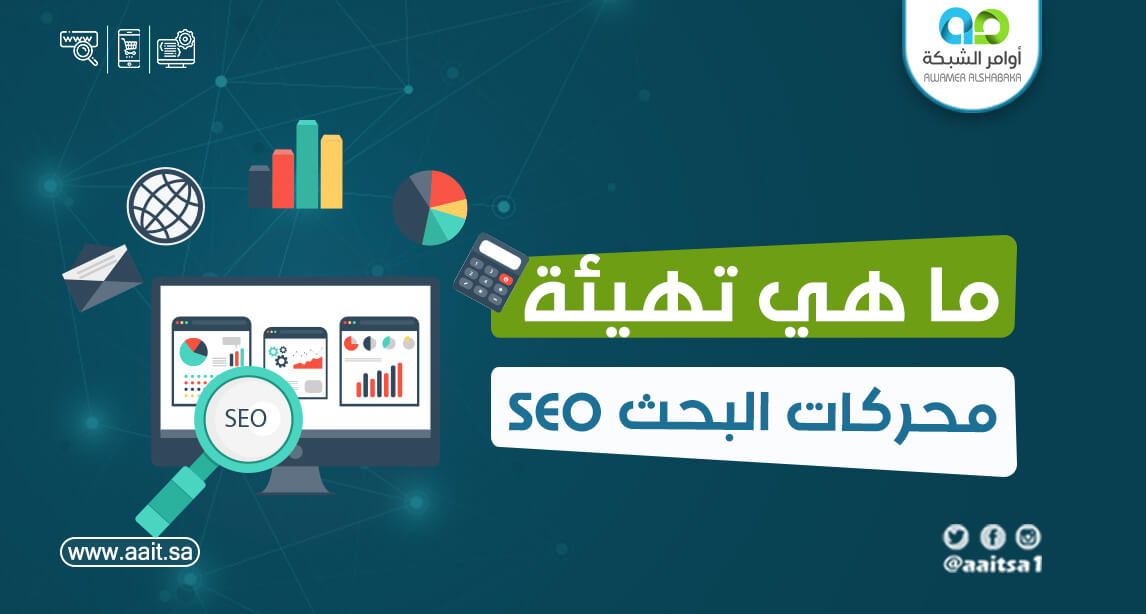 WWW
أوامر الشبكة
AWAMER ALSHABAKA
ما هي تهيئة
محركات البحث SEO
SEO
www.aait.sa
@aaitsa1